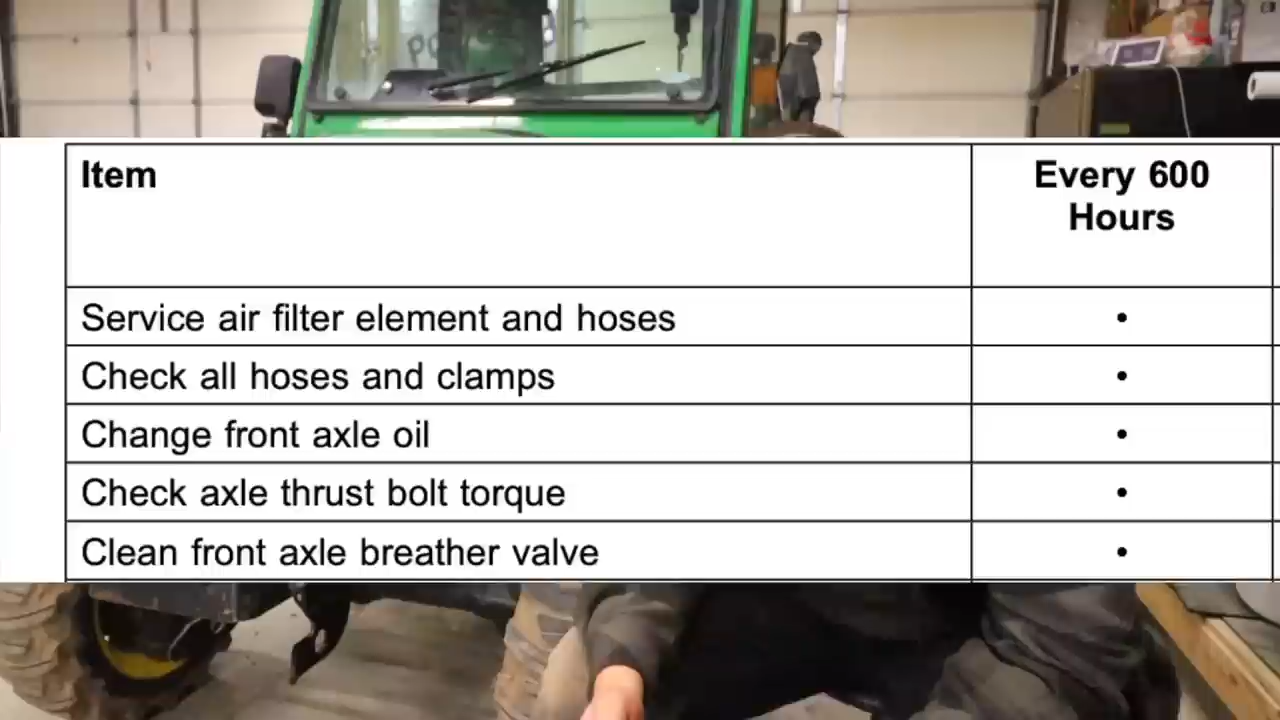 Item
Every 600
Hours
Service air filter element and hoses •
Check all hoses and clamps •
Change front axle oil •
Check axle thrust bolt torque •
Clean front axle breather valve •